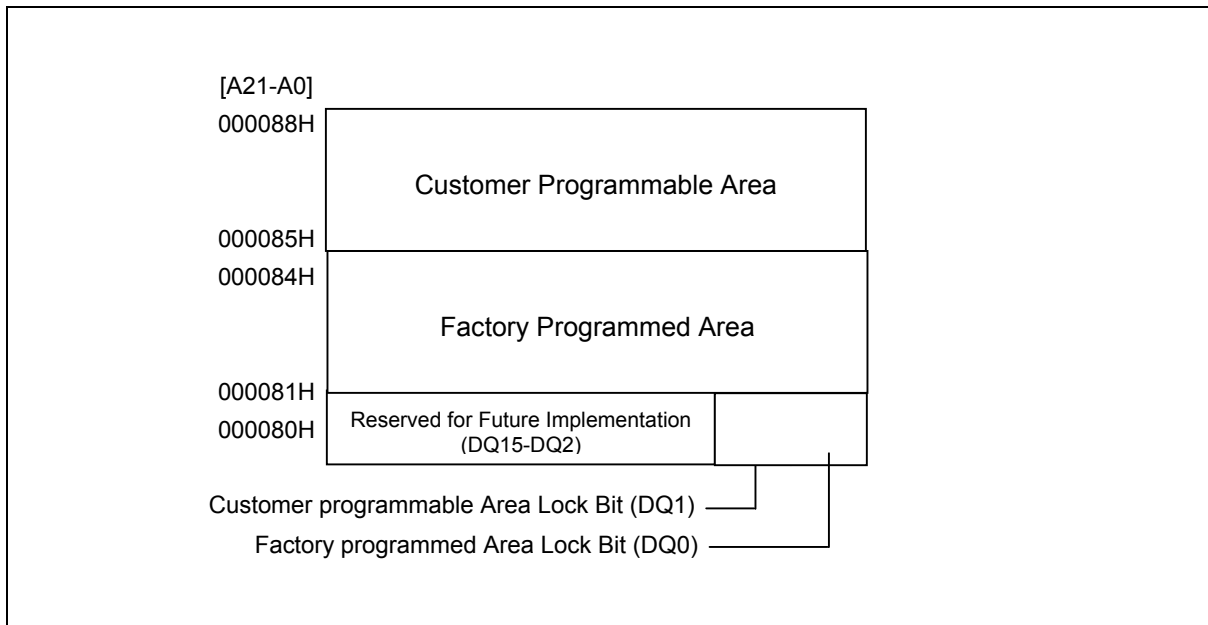 [A21-A0]
000088H
Customer Programmable Area
000085H
000084H
Factory Programmed Area
000081H
000080H
Reserved for Future Implementation
(DQ15-DQ2)
Customer programmable Area Lock Bit (DQ1)
Factory programmed Area Lock Bit (DQ0)